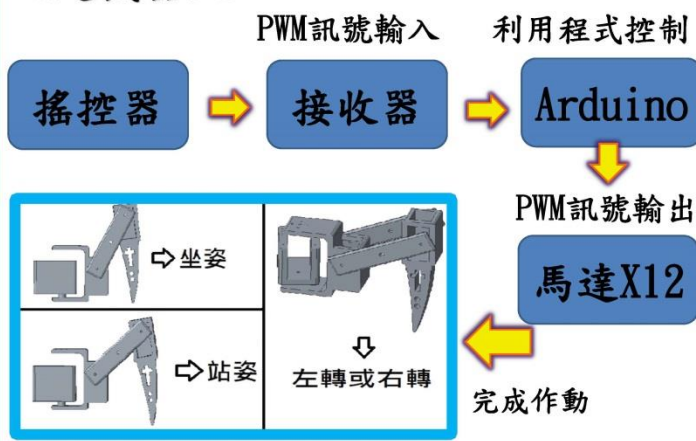 PWM訊號輸入
利用程式控制
搖控器
接收器
Arduino
PWM訊號輸出
馬達X12
坐姿
站姿
左轉或右轉
完成作動